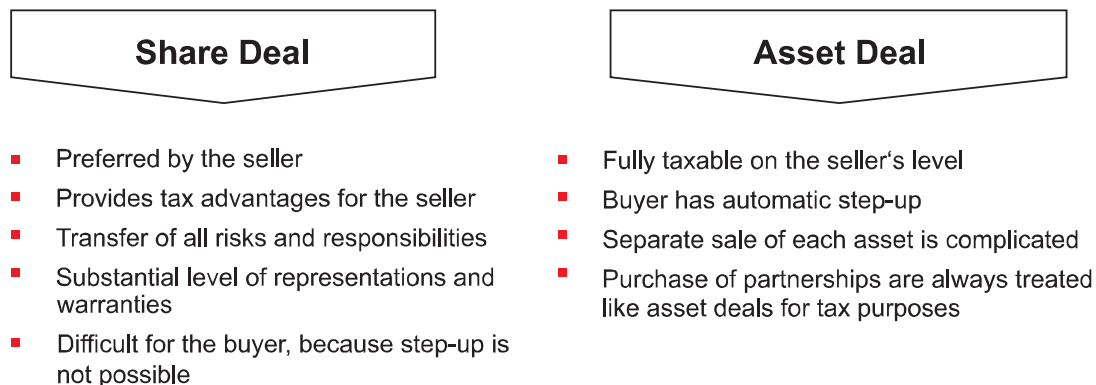 Share Deal
Preferred by the seller
Provides tax advantages for the seller
Transfer of all risks and responsibilities
Substantial level of representations and
warranties
Difficult for the buyer, because step-up is
not possible
Asset Deal
Fully taxable on the seller‘s level
Buyer has automatic step-up
Separate sale of each asset is complicated
Purchase of partnerships are always treated
like asset deals for tax purposes